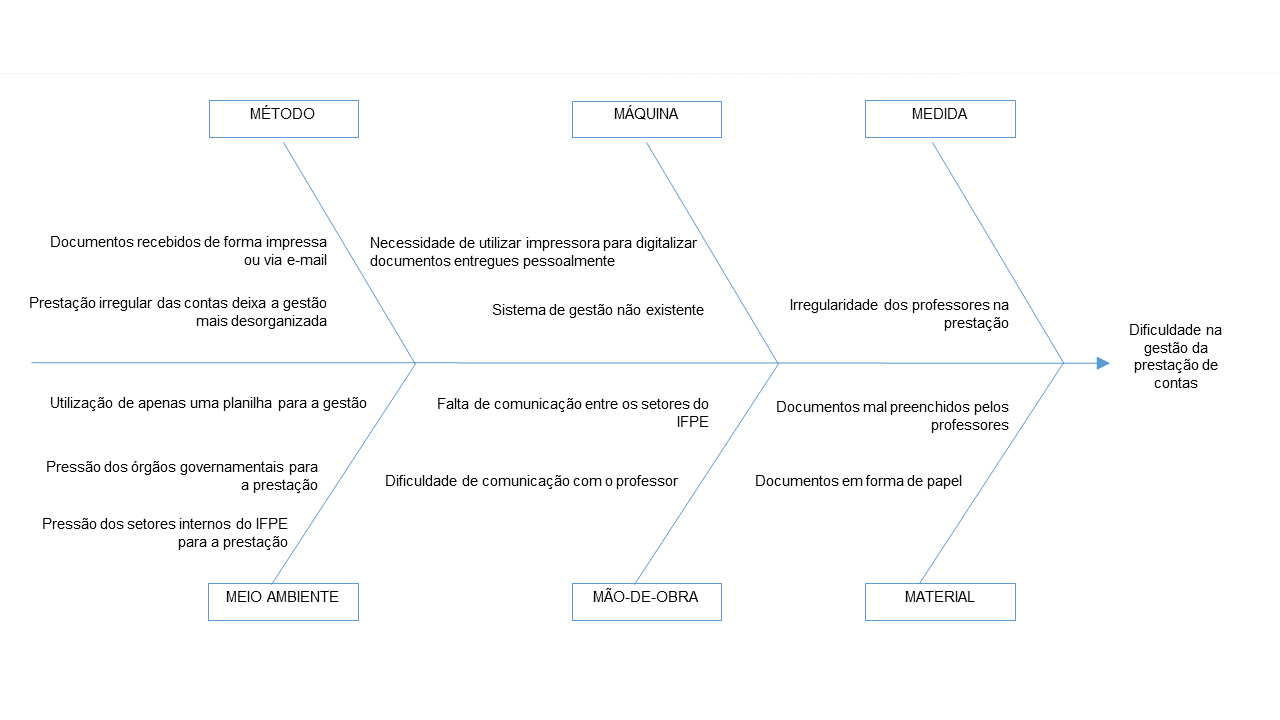 MÉTODO
MÁQUINA
MEDIDA
Documentos recebidos de forma impressa
ou via e-mail
Prestação irregular das contas deixa a gestão
mais desorganizada
Necessidade de utilizar impressora para digitalizar
documentos entregues pessoalmente
Sistema de gestão não existente
Irregularidade dos professores na
prestação
Dificuldade na
gestão da
prestação de
contas
Utilização de apenas uma planilha para a gestão
Pressão dos órgãos governamentais para
a prestação
Pressão dos setores internos do IFPE
para a prestação
Falta de comunicação entre os setores do
IFPE
Dificuldade de comunicação com o professor
Documentos mal preenchidos pelos
professores
Documentos em forma de papel
MEIO AMBIENTE
MÃO-DE-OBRA
MATERIAL